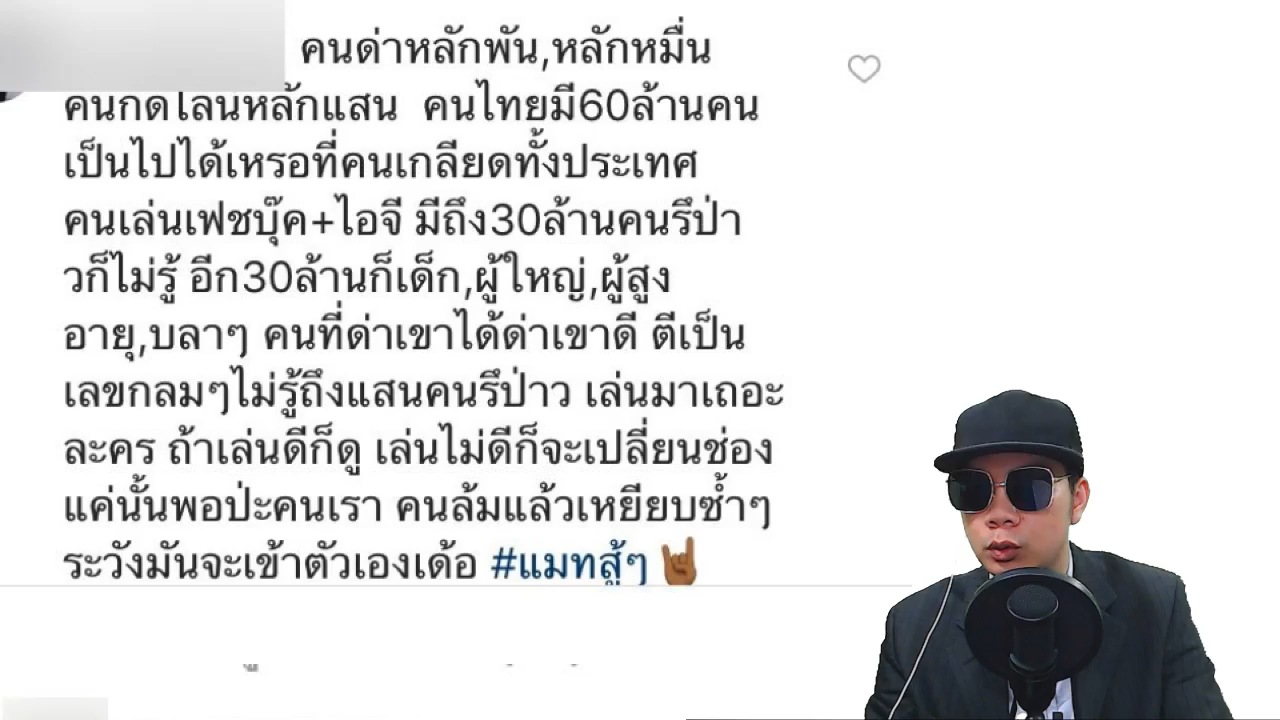 คนด่าหลักพัน,หลักหมื่น
คนกดไลน์หลักแสน คนไทยมี60ล้านคน
เป็นไปได้เหรอที่คนเกลียดทั้งประเทศ
คนเล่นเฟชบุ๊ค+ไอจี มีถึง30ล้านคนรึป่า
วก็ไม่รู้ อีก30ล้านก็เด็ก,ผู้ใหญ่,ผู้สูง
อายุ,บลาๆ คนที่ด่าเขาได้ด่าเขาดี ตีเป็น
เลขกลมๆไม่รู้ถึงแสนคนรึป่าว เล่นมาเถอะ
ละคร ถ้าเล่นดีก็ดู เล่นไม่ดีก็จะเปลี่ยนช่อง
แค่นั้นพอป่ะคนเรา คนล้มแล้วเหยียบซ้ำๆ
ระวังมันจะเข้าตัวเองเด้อ #แมทสู้ๆ 🤘🏾